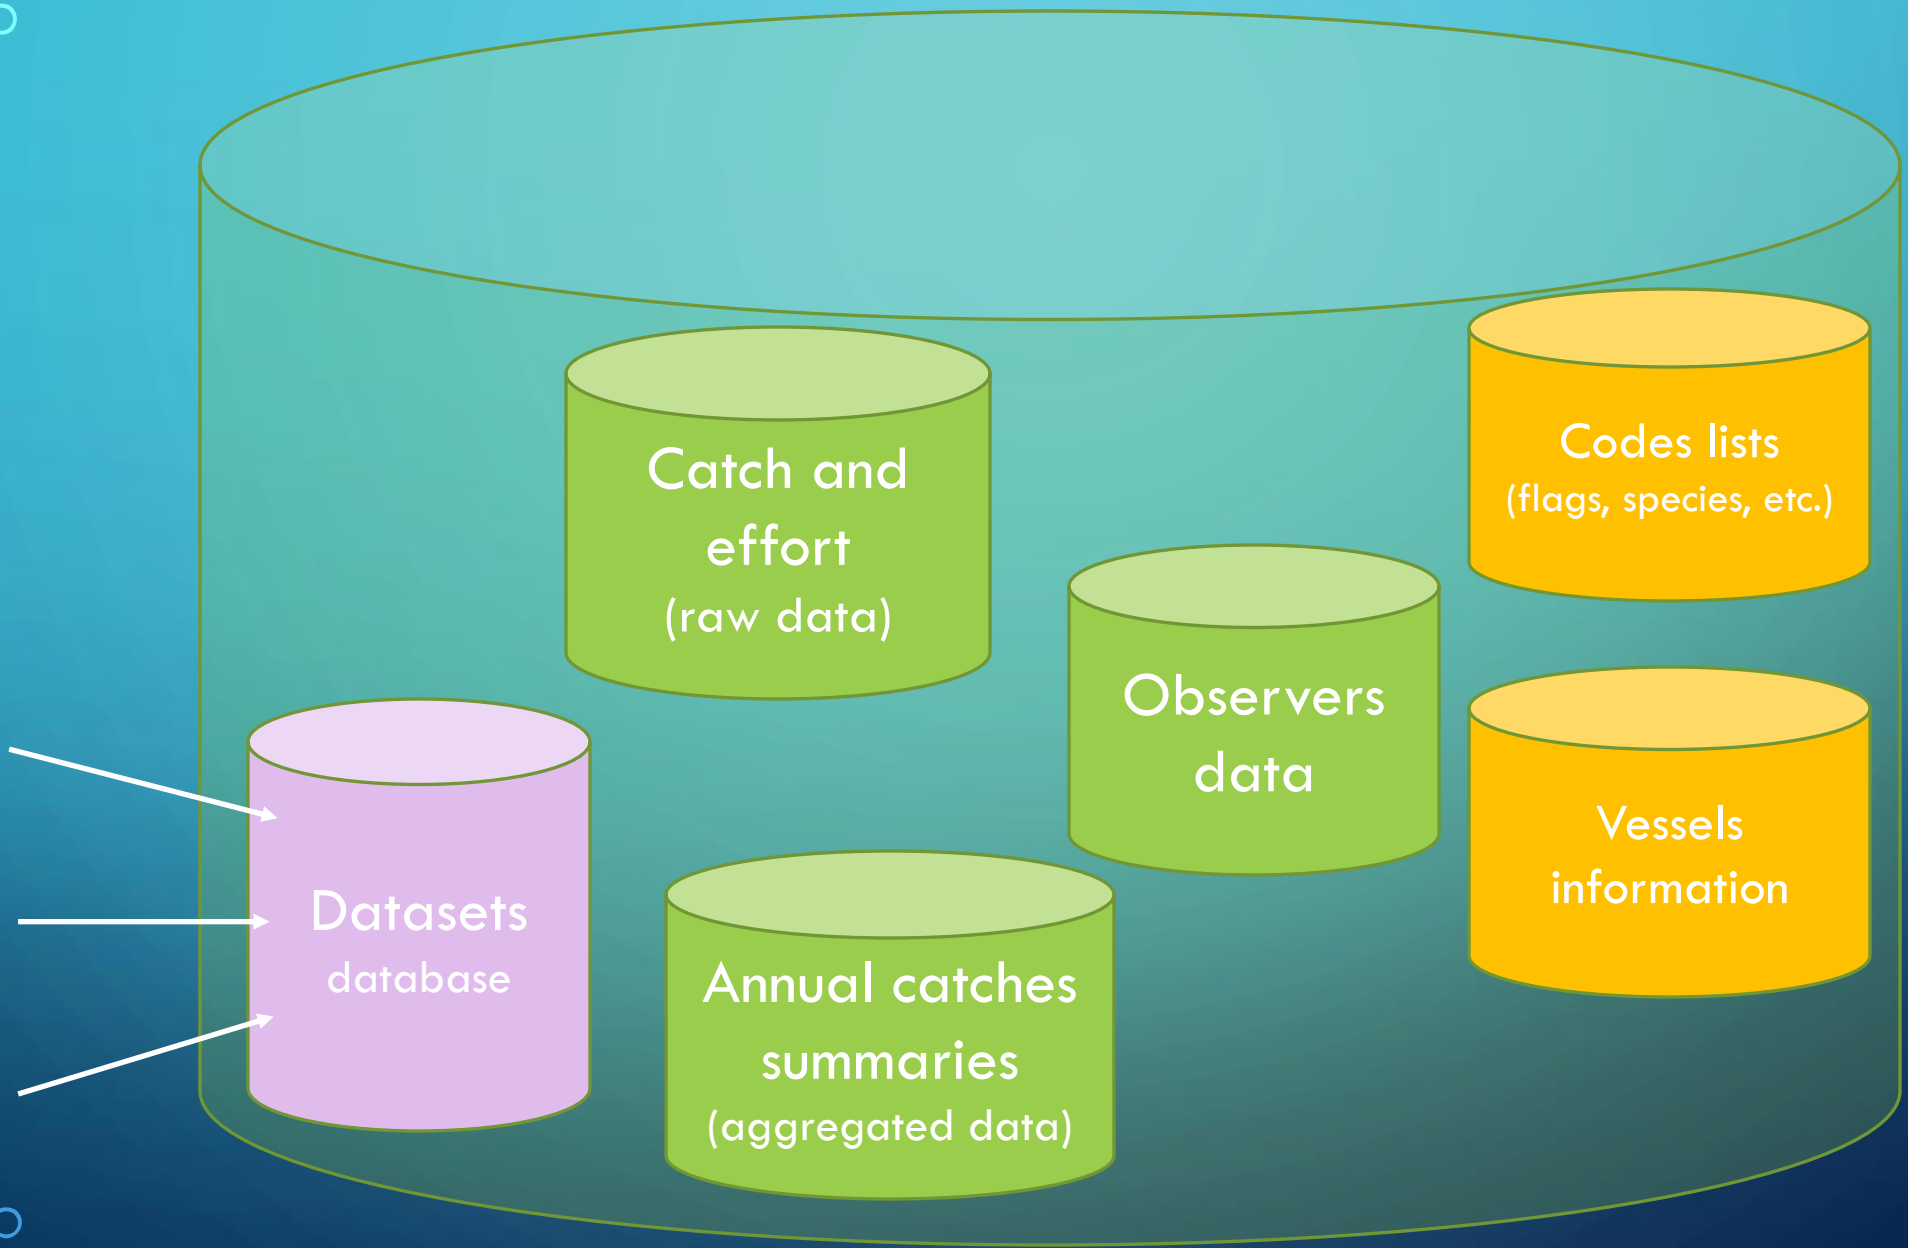 Catch and
effort
(raw data)
Codes lists
(flags, species, etc.)
Observers
data
Vessels
information
Datasets
database
Annual catches
summaries
(aggregated data)